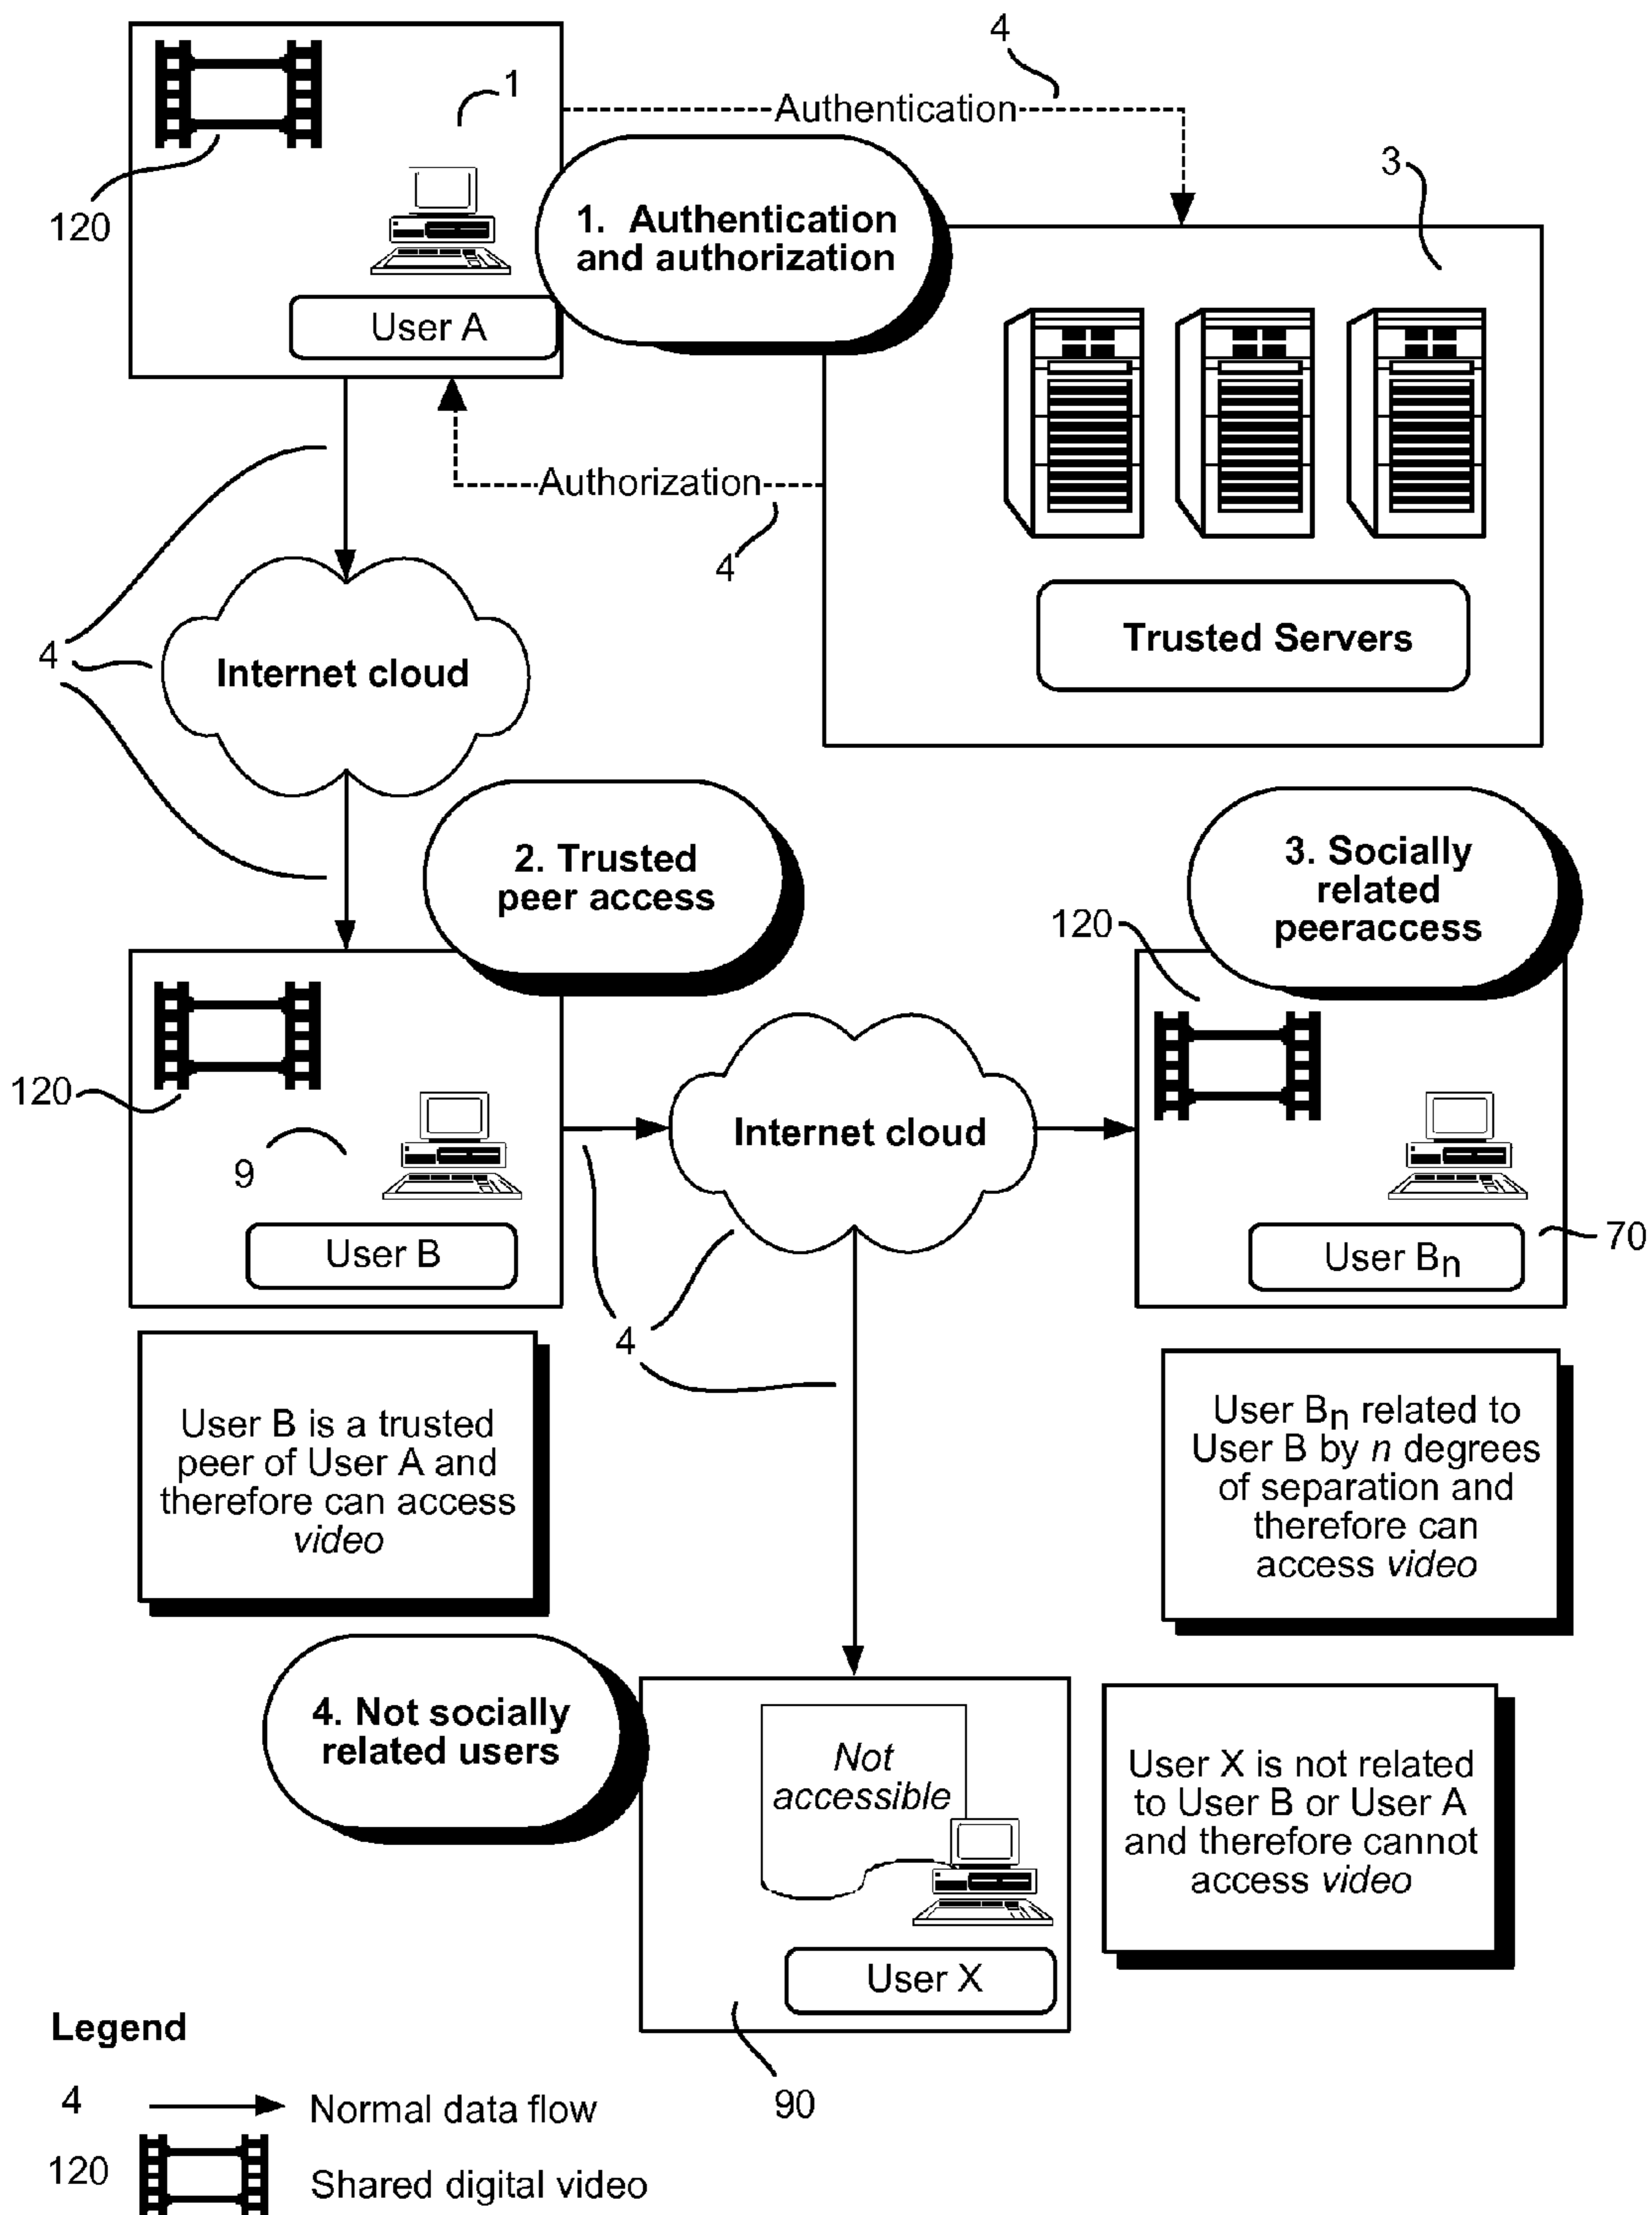 4
1
Authentication
3
120
1. Authentication
and authorization
User A
Authorization
4
4
Internet cloud
Trusted Servers
2. Trusted
peer access
3. Socially
related
peeraccess
120
120
Internet cloud
9
User B
User Bn
70
4
User B is a trusted
peer of User A and
therefore can access
video
User Bn related to
User B by n degrees
of separation and
therefore can
access video
4. Not socially
related users
Not
accessible
User X is not related
to User B or User A
and therefore cannot
access video
User X
90
Legend
4 Normal data flow
120 Shared digital video